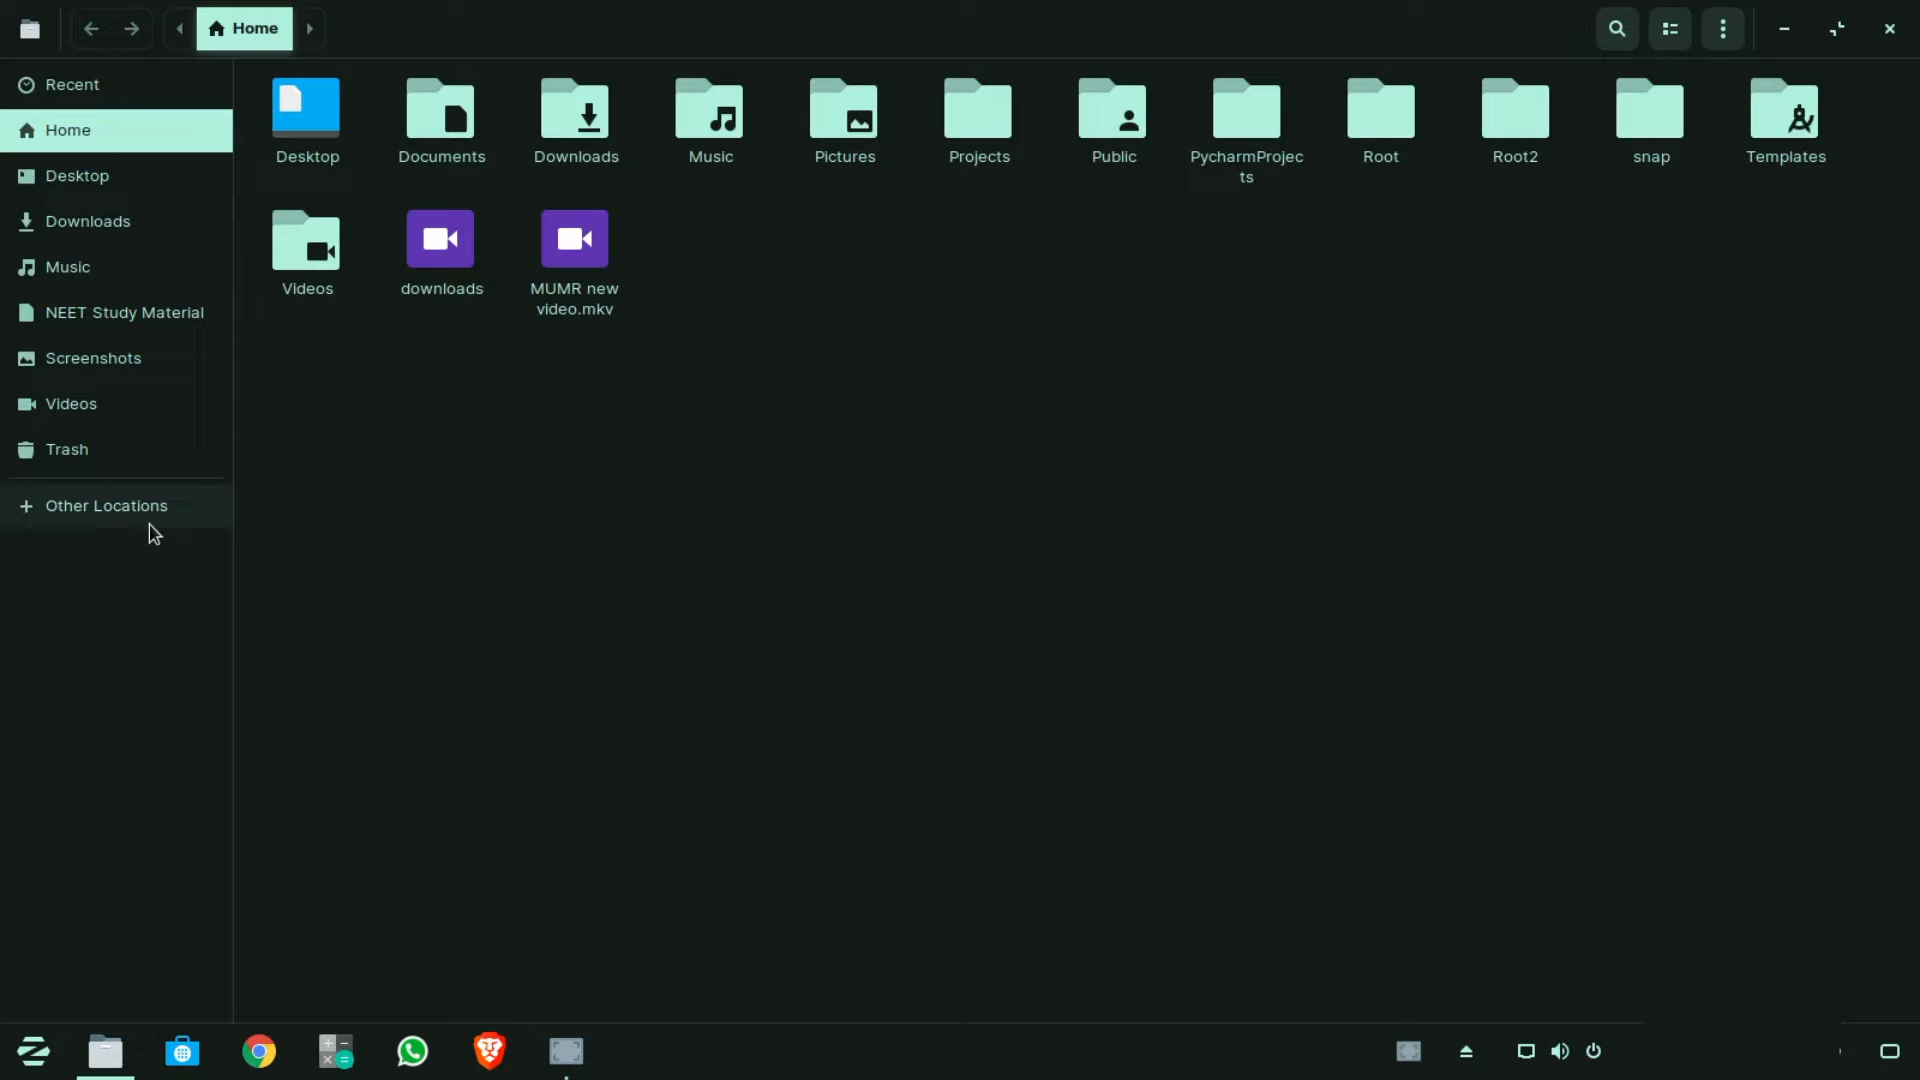 Home
Recent
Home
Desktop
Downloads
Music
NEET Study Material
Screenshots
Videos
Trash
Other Locations
Desktop
Documents
Downloads
Music
Pictures
Projects
Public
PycharmProjec
ts
Root
Root2
snap
Templates
Videos
downloads
MUMR new
video.mkv